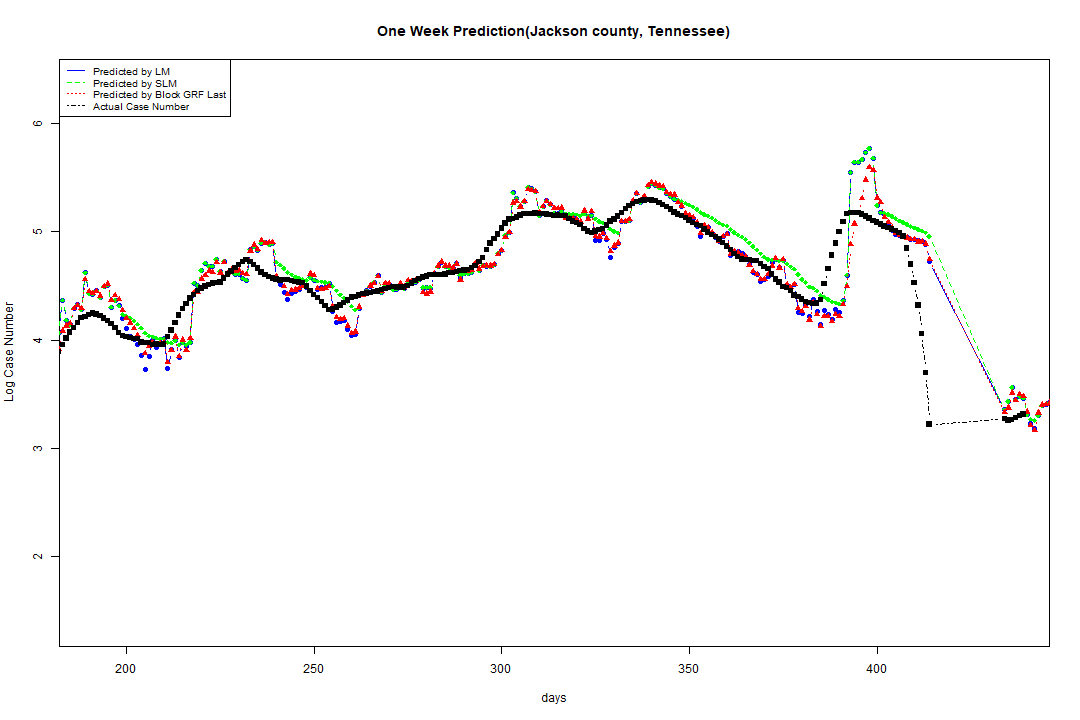 One Week Prediction(Jackson county, Tennessee)
Predicted by LM
Predicted by SLM
Predicted by Block GRF Last
Actual Case Number
6
5
4
3
2
Log Case Number
200 250 300 350 400
days